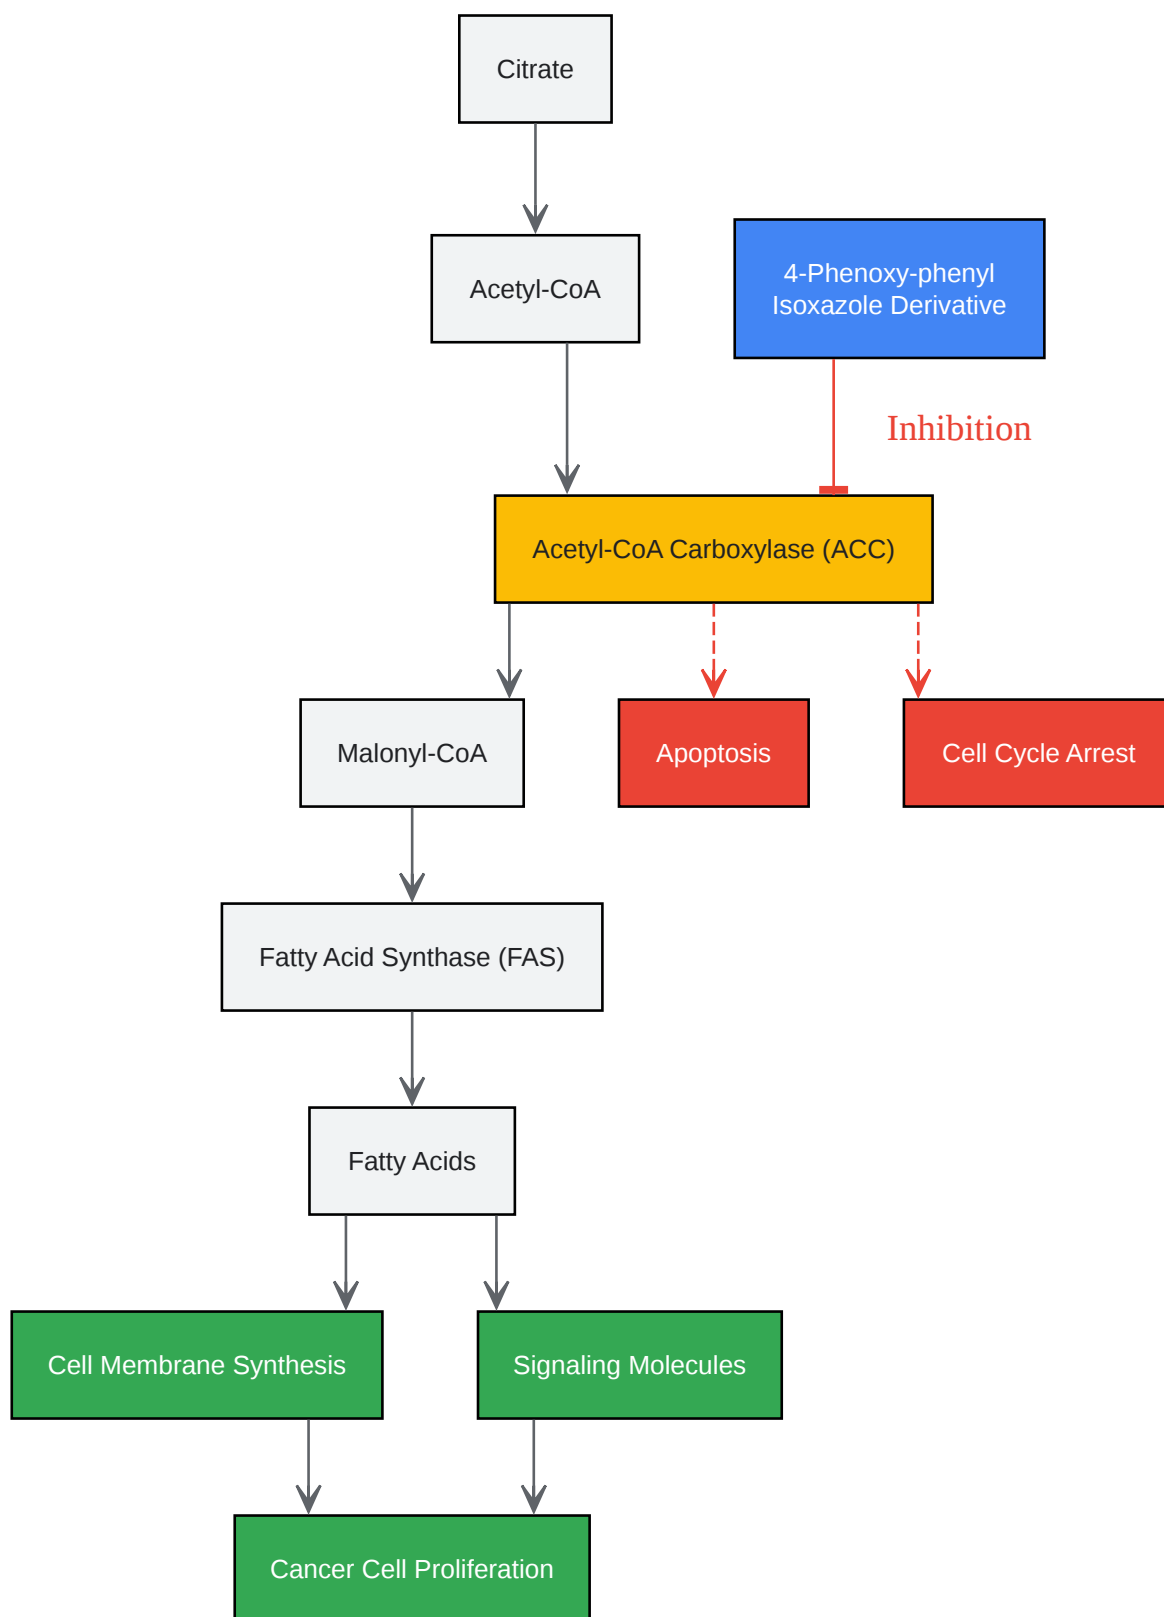 Citrate
Acetyl-CoA
4-Phenoxy-phenyl
Isoxazole Derivative
Inhibition
Acetyl-CoA Carboxylase (ACC)
Malonyl-CoA
Apoptosis
Cell Cycle Arrest
Fatty Acid Synthase (FAS)
Fatty Acids
Cell Membrane Synthesis
Signaling Molecules
Cancer Cell Proliferation